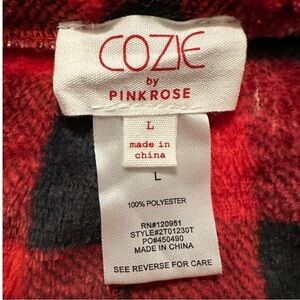 COZIE
by
PINKROSE
L
made in
china
L
100% POLYESTER
RN#120951
STYLE#2T01230T
PO#450490
MADE IN CHINA
SEE REVERSE FOR CARE